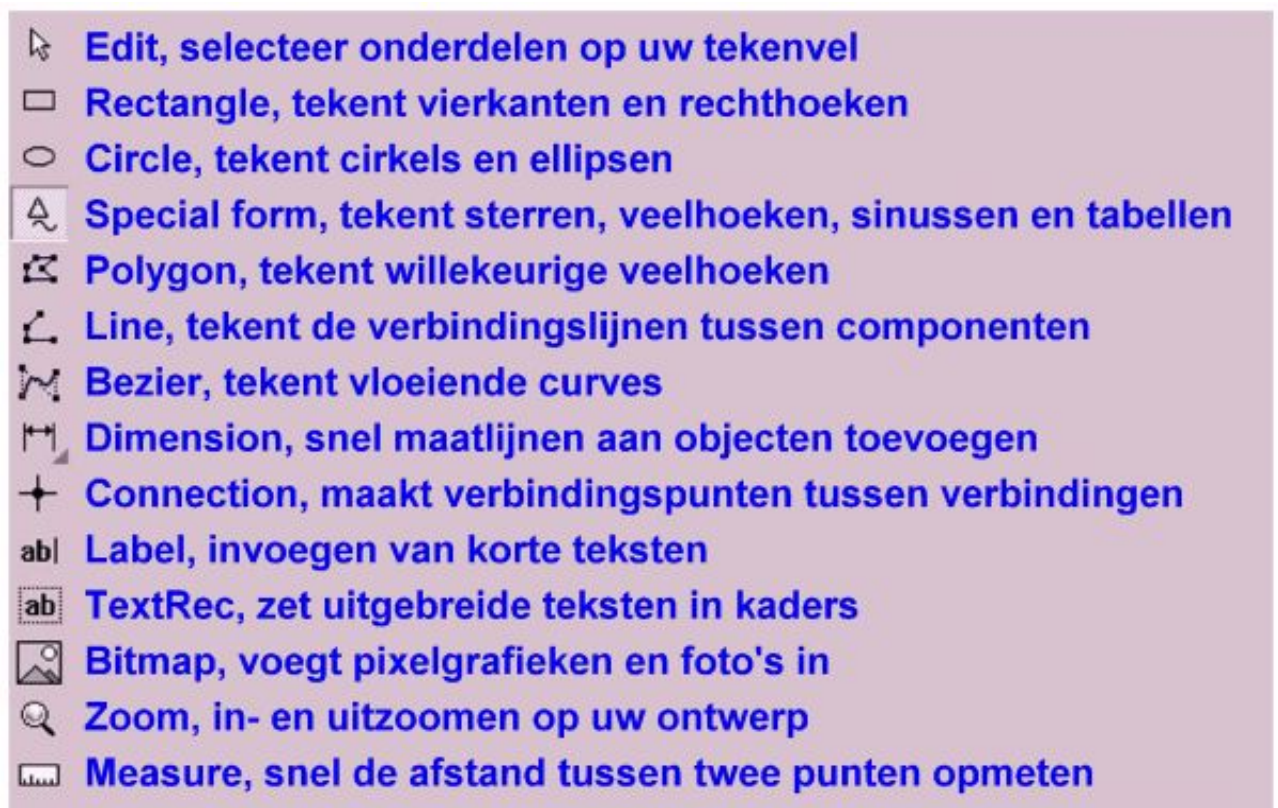 Edit, selecteer onderdelen op uw tekenvel
Rectangle, tekent vierkanten en rechthoeken
Circle, tekent cirkels en ellipsen
Special form, tekent sterren, veelhoeken, sinussen en tabellen
Polygon, tekent willekeurige veelhoeken
Line, tekent de verbindingslijnen tussen componenten
Bezier, tekent vloeiende curves
Dimension, snel maatlijnen aan objecten toevoegen
Connection, maakt verbindingspunten tussen verbindingen
ab| Label, invoegen van korte teksten
ab TextRec, zet uitgebreide teksten in kaders
Bitmap, voegt pixelgrafieken en foto's in
Zoom, in- en uitzoomen op uw ontwerp
Measure, snel de afstand tussen twee punten opmeten